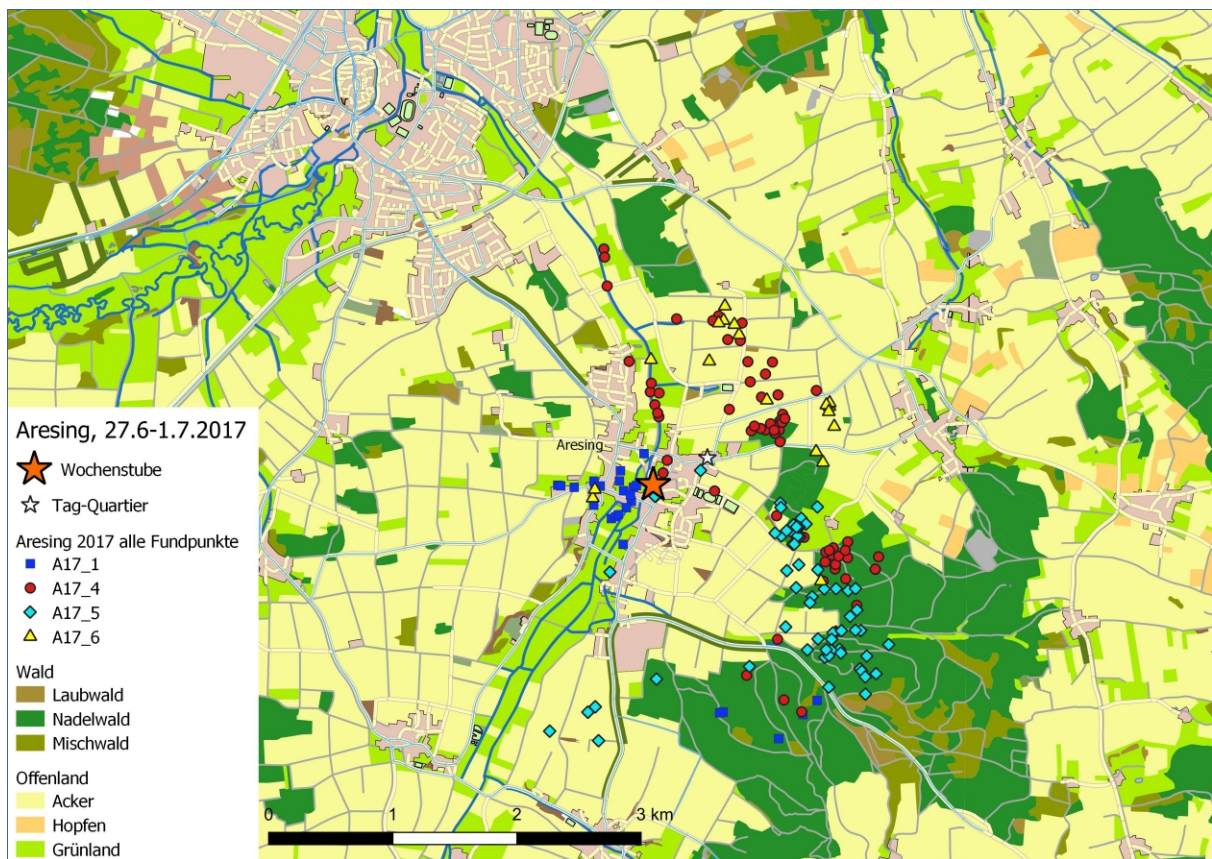 Aresing
Aresing, 27.6-1.7.2017
Wochenstube
Tag-Quartier
Aresing 2017 alle Fundpunkte
A17_1
A17_4
A17_5
A17_6
Wald
Laubwald
Nadelwald
Mischwald
Offenland
Acker
Hopfen
Grünland
0 1 2 3 km